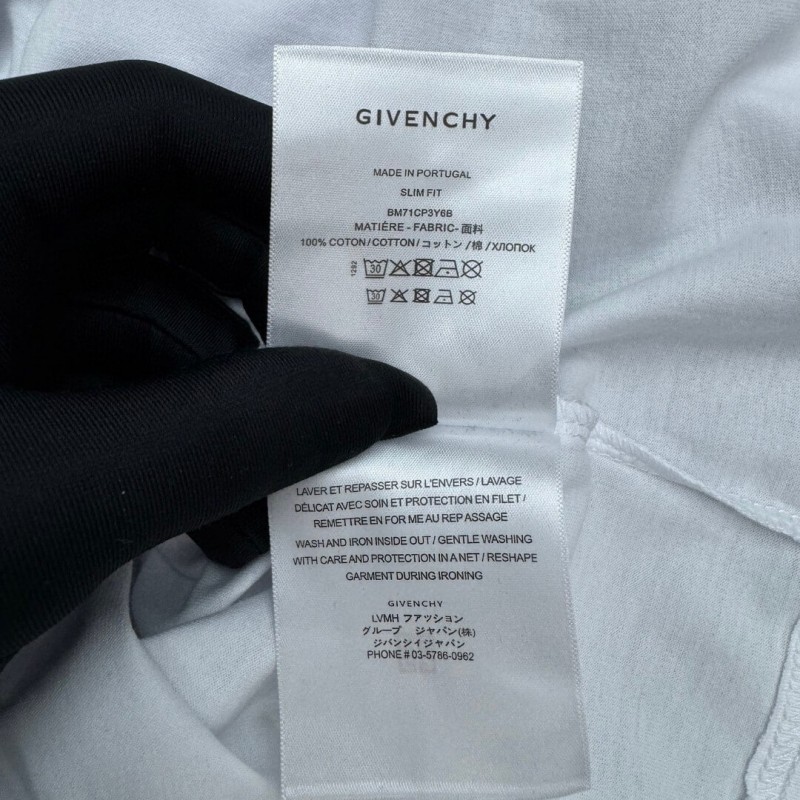 GIVENCHY
MADE IN PORTUGAL
SLIM FIT
BM71CP3Y6B
MATIÈRE - FABRIC- 面料
100% COTON/COTTON/コットン/棉/ХЛОПОК
1292
30
30
LAVER ET REPASSER SUR L'ENVERS / LAVAGE
DÉLICAT AVEC SOIN ET PROTECTION EN FILET /
REMETTRE EN FOR ME AU REP ASSAGE
WASH AND IRON INSIDE OUT / GENTLE WASHING
WITH CARE AND PROTECTION IN A NET / RESHAPE
GARMENT DURING IRONING
GIVENCHY
LVMH ファッション
グループ ジャパン(株)
ジバンシイジャパン
PHONE # 03-5786-0962